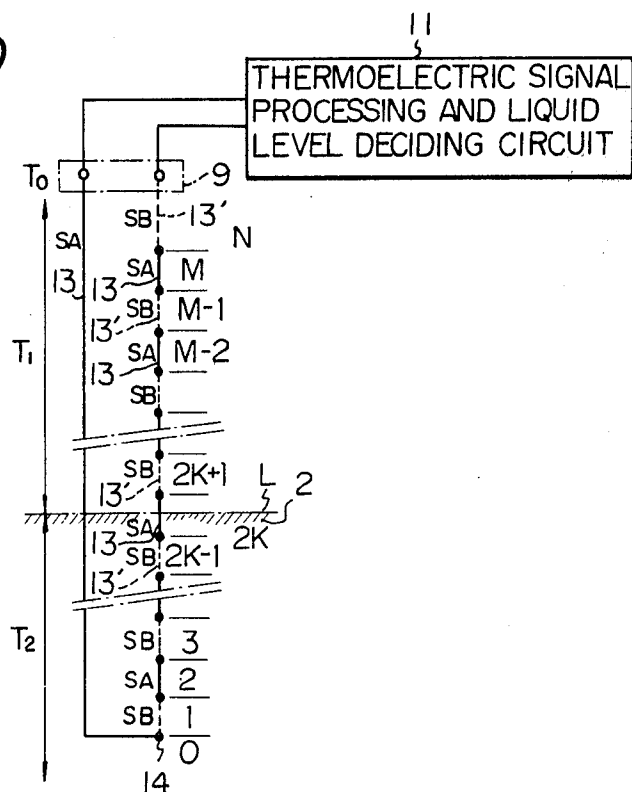 11
THERMOELECTRIC SIGNAL
PROCESSING AND LIQUID
LEVEL DECIDING CIRCUIT
T0
9
SB
13'
N
SA
13
13
SA
M
13'
SB
M-1
T1
13
SA
M-2
SB
13'
SB
2K+1
L
2
13
SA
2K
13'
SB
2K-1
T2
SB
3
SA
2
SB
1
0
14